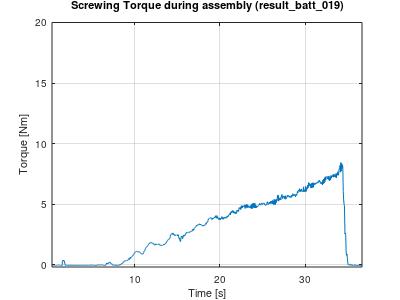 Screwing Torque during assembly (result_batt_019)
20
15
10
5
0
Torque [Nm]
10 20 30
Time [s]